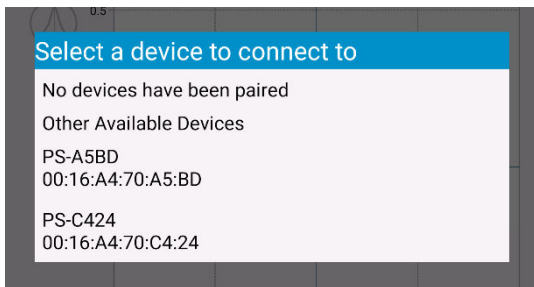 0.5
Select a device to connect to
No devices have been paired
Other Available Devices
PS-A5BD
00:16:A4:70:A5:BD
PS-C424
00:16:A4:70:C4:24